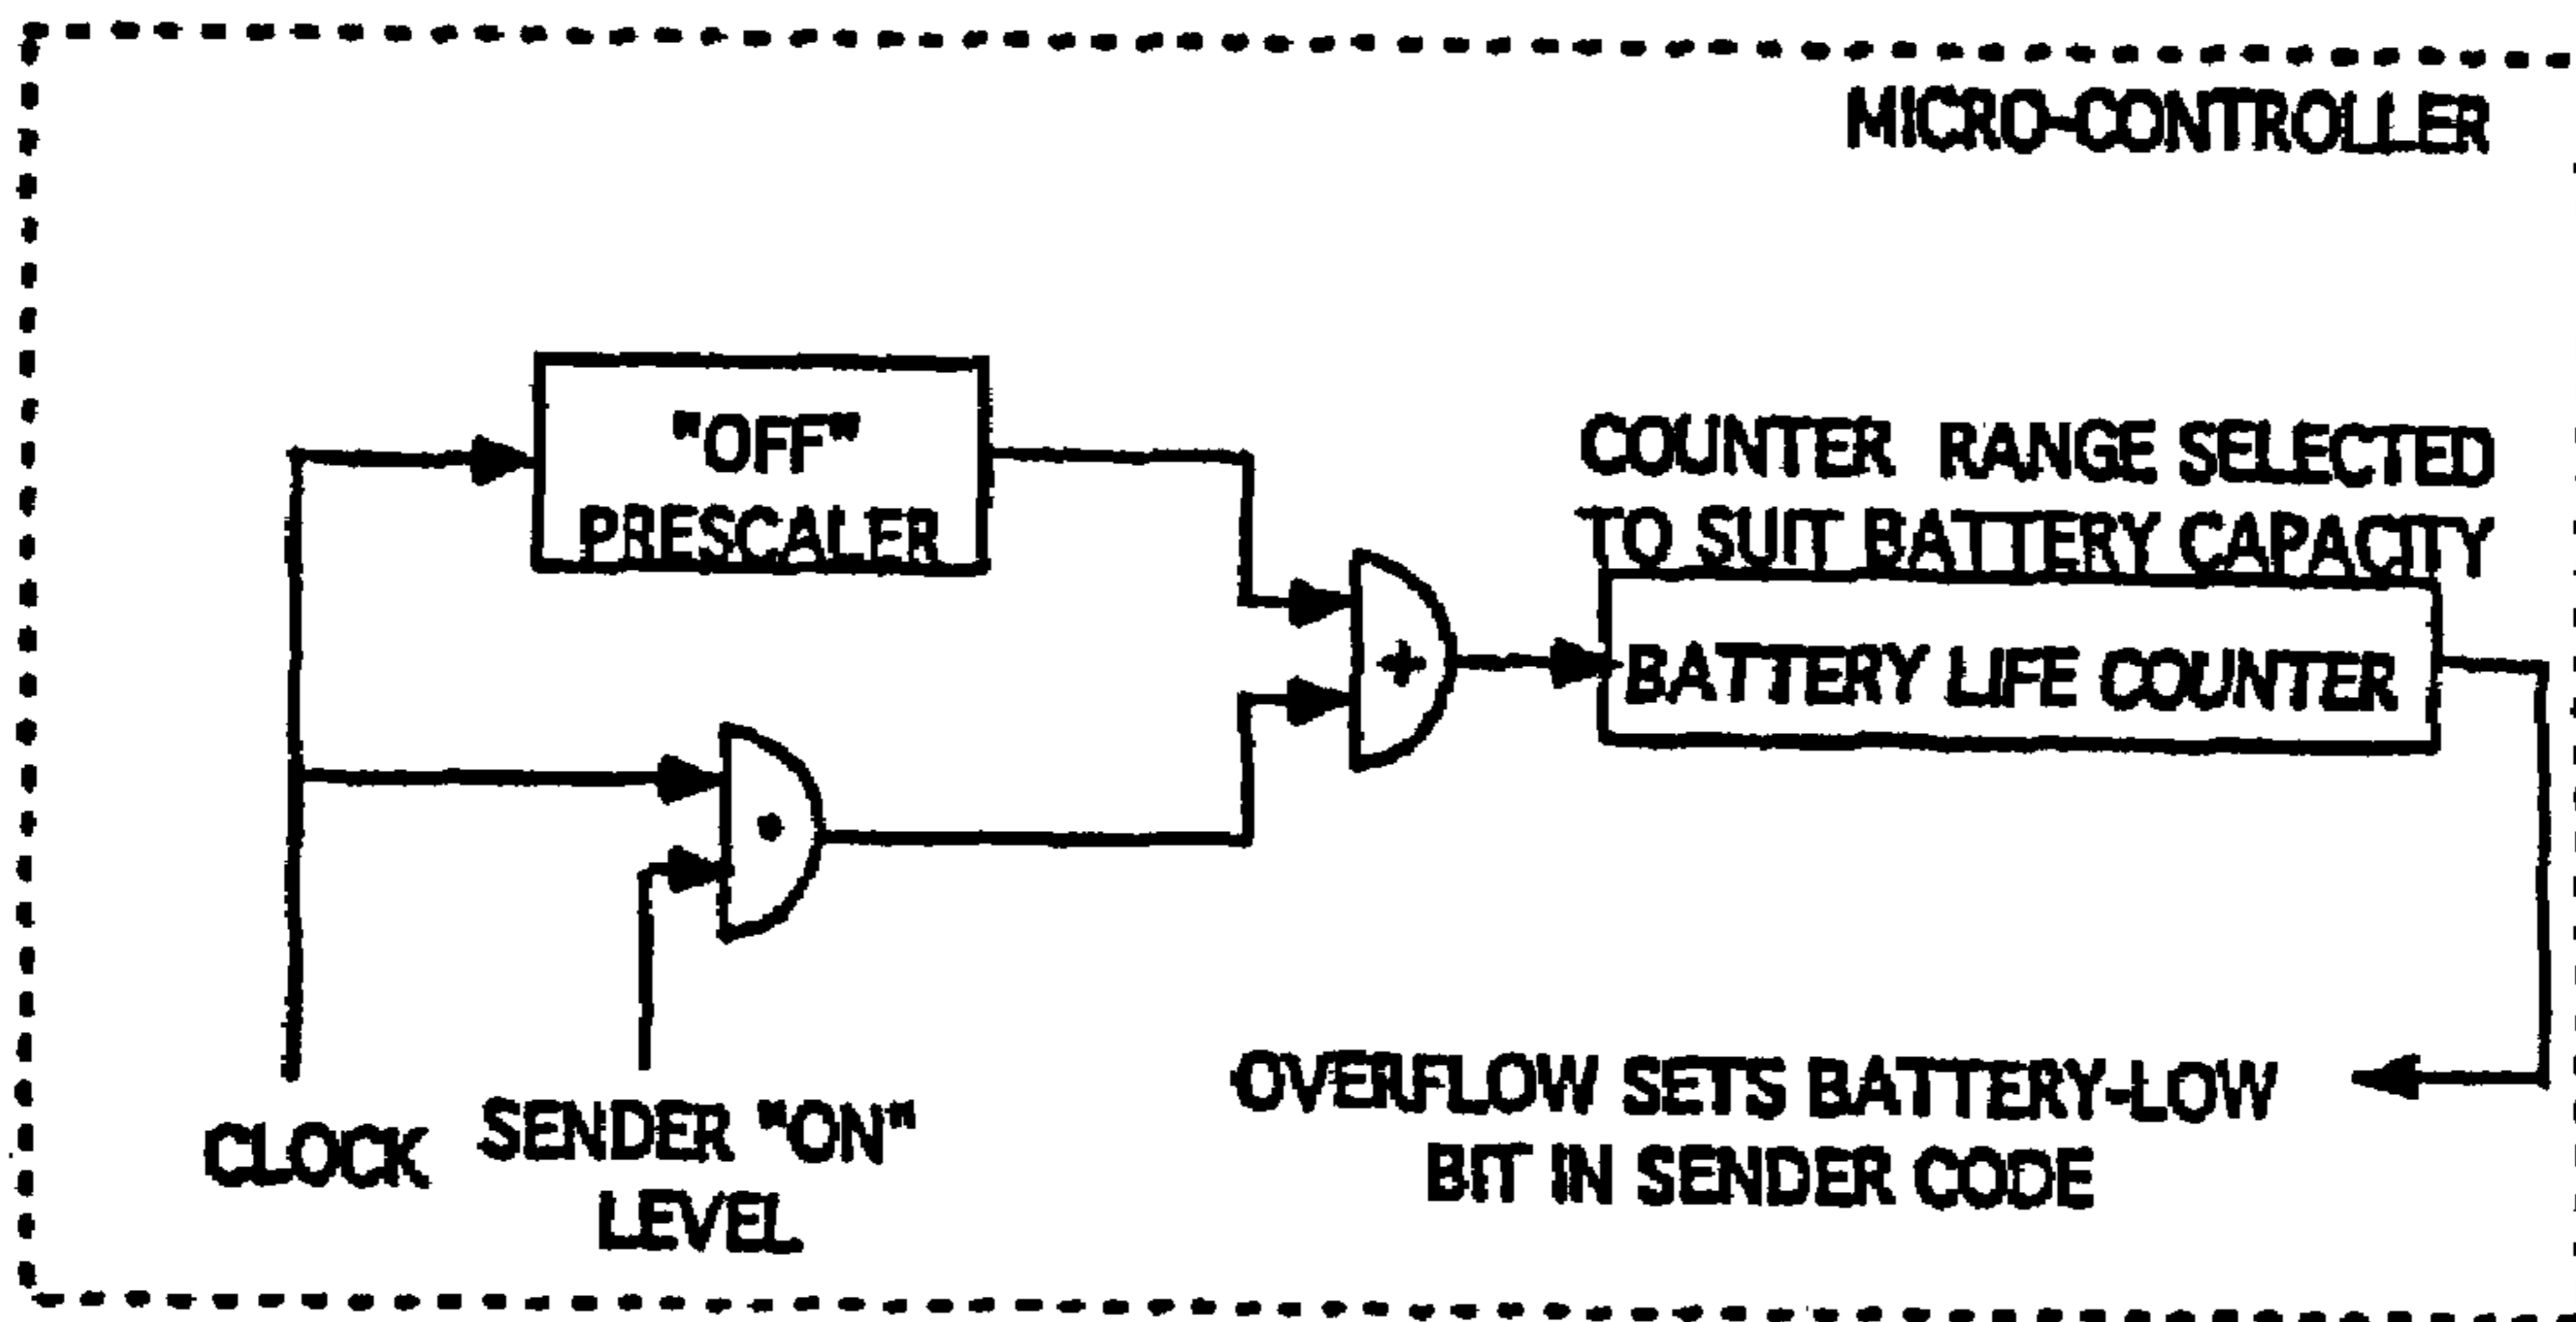 MICRO-CONTROLLER
"OFF"
PRESCALER
COUNTER RANGE SELECTED
TO SUIT BATTERY CAPACITY
+
BATTERY LIFE COUNTER
•
CLOCK
SENDER "ON"
LEVEL
OVERFLOW SETS BATTERY-LOW
BIT IN SENDER CODE